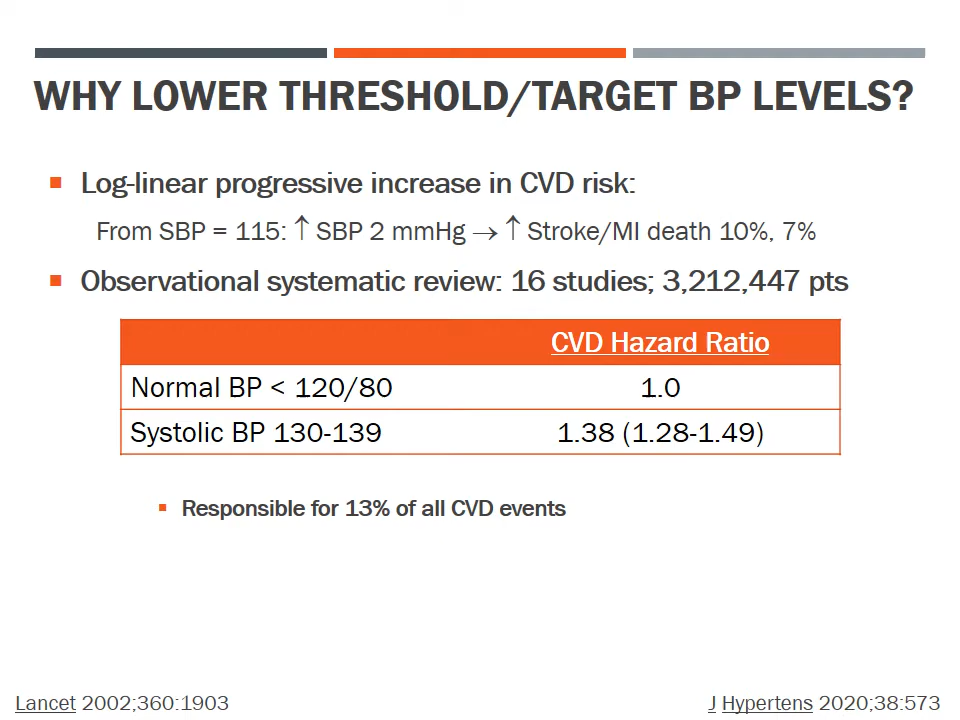 WHY LOWER THRESHOLD/TARGET BP LEVELS?
▪ Log-linear progressive increase in CVD risk:
From SBP = 115: ↑ SBP 2 mmHg → ↑ Stroke/MI death 10%, 7%
▪ Observational systematic review: 16 studies; 3,212,447 pts
CVD Hazard Ratio
Normal BP < 120/80 1.0
Systolic BP 130-139 1.38 (1.28-1.49)
▪ Responsible for 13% of all CVD events
Lancet 2002;360:1903 J Hypertens 2020;38:573